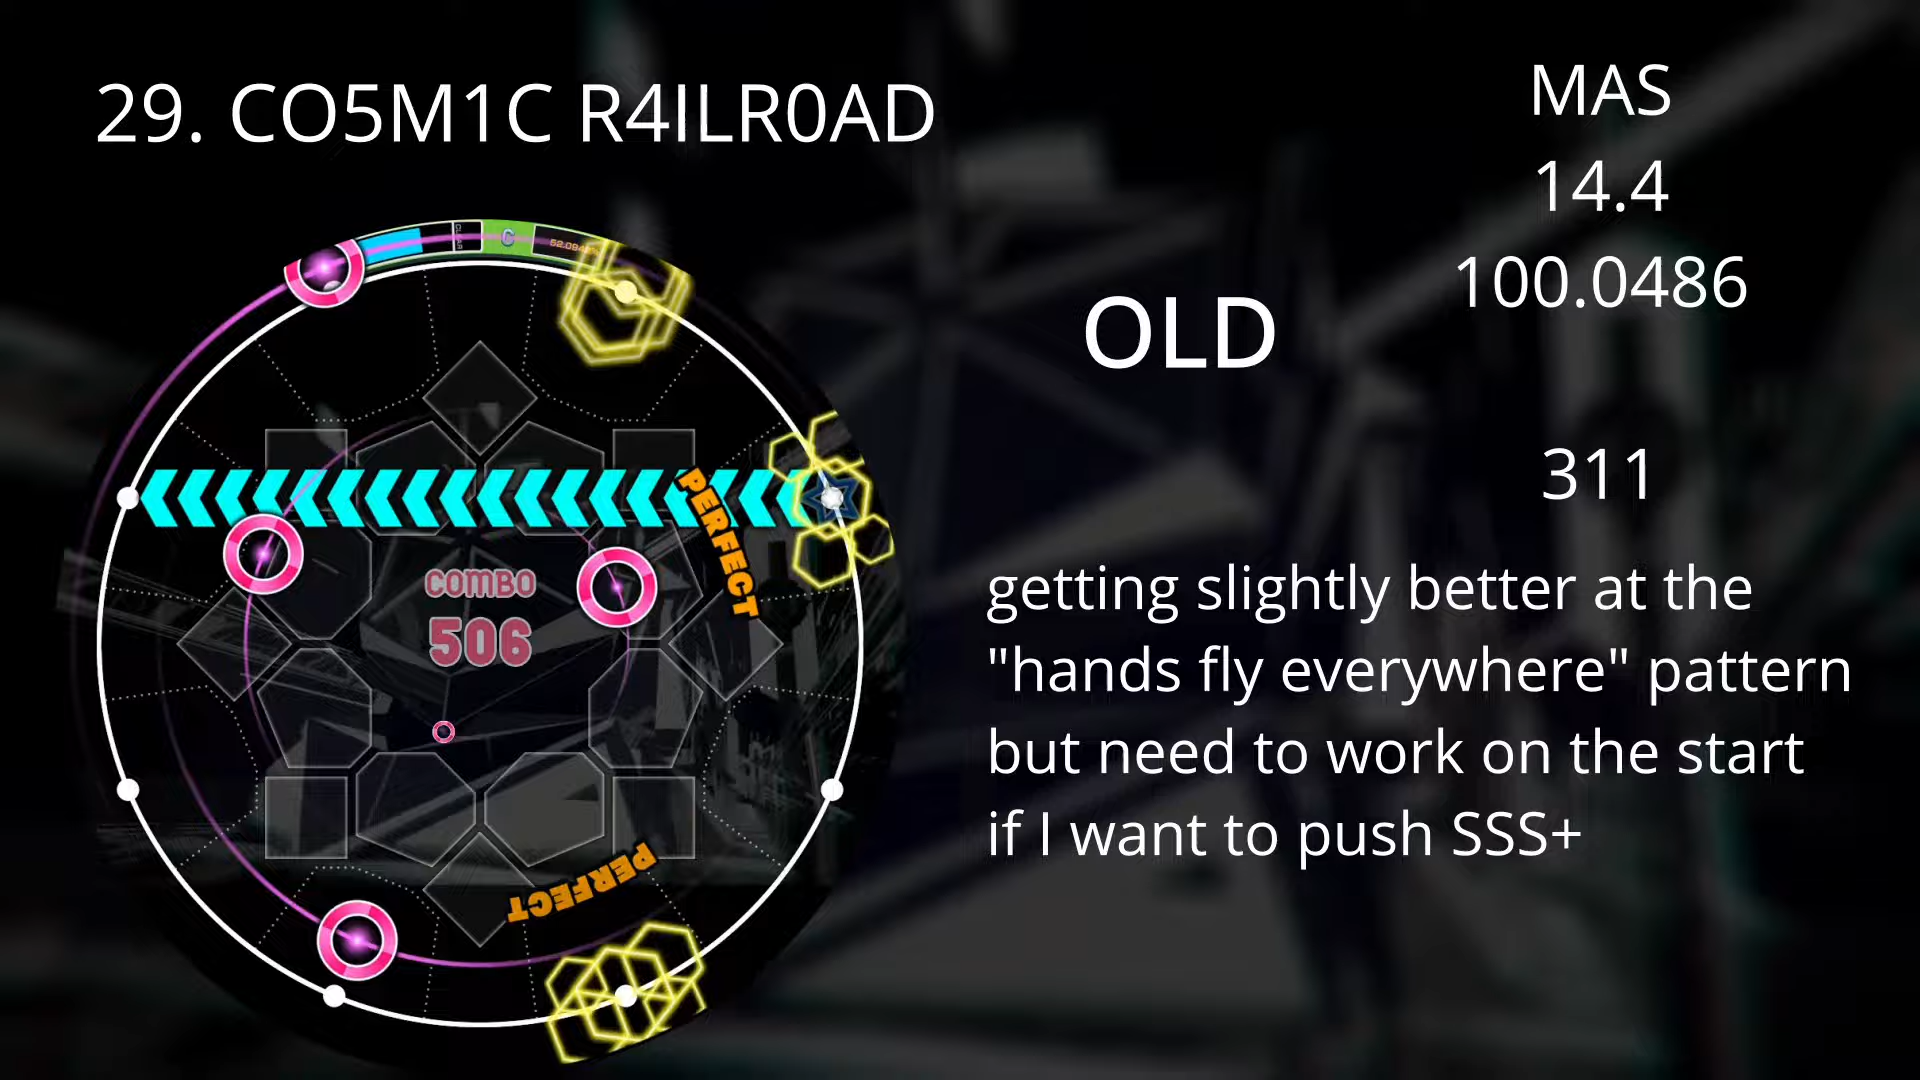 29. CO5M1C R4ILR0AD
MAS
14.4
100.0486
OLD
311
getting slightly better at the
"hands fly everywhere" pattern
but need to work on the start
if I want to push SSS+
CLEAR
C
PERFECT
COMBO
506
PERFECT